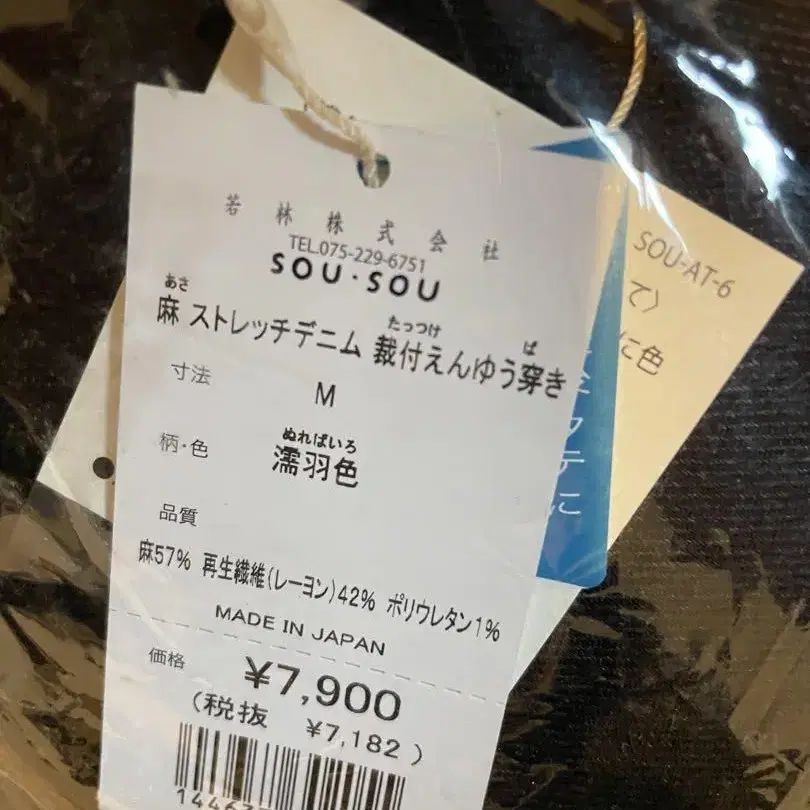 若林株式会社
TEL.075-229-6751
SOU・SOU
あさ たっつけ ぱ
麻 ストレッチデニム 裁付えんゆう穿き
寸法 M
ぬればいろ
柄・色 濡羽色
品質
麻57% 再生繊維(レーヨン)42% ポリウレタン1%
MADE IN JAPAN
価格 ¥7,900
(税抜 ¥7,182)
SOU-AT-6
て〉
に色